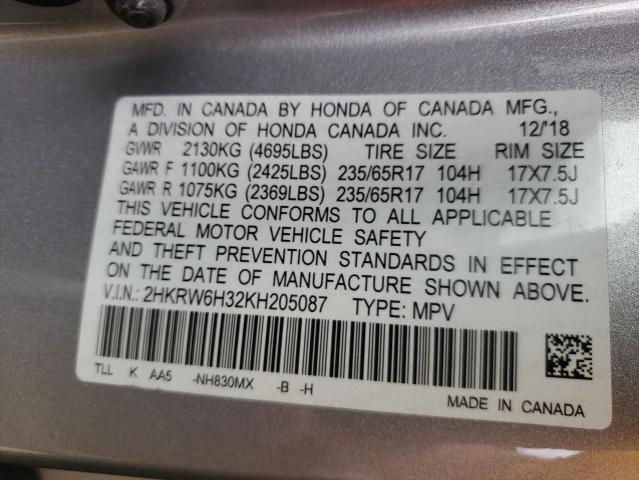 MFD. IN CANADA BY HONDA OF CANADA MFG.,
A DIVISION OF HONDA CANADA INC. 12/'18
GVWR 2130KG (4695LBS) TIRE SIZE RIM SIZE
GAWR F 1100KG (2425LBS) 235/65R17 104H 17X7.5J
GAWR R 1075KG (2369LBS) 235/65R17 104H 17X7.5J
THIS VEHICLE CONFORMS TO ALL APPLICABLE
FEDERAL MOTOR VEHICLE SAFETY
AND THEFT PREVENTION STANDARDS IN EFFECT
ON THE DATE OF MANUFACTURE SHOWN ABOVE.
V.I.N.: 2HKRW6H32KH205087 TYPE: MPV
TLL K AA5 -NH830MX -B -H
MADE IN CANADA